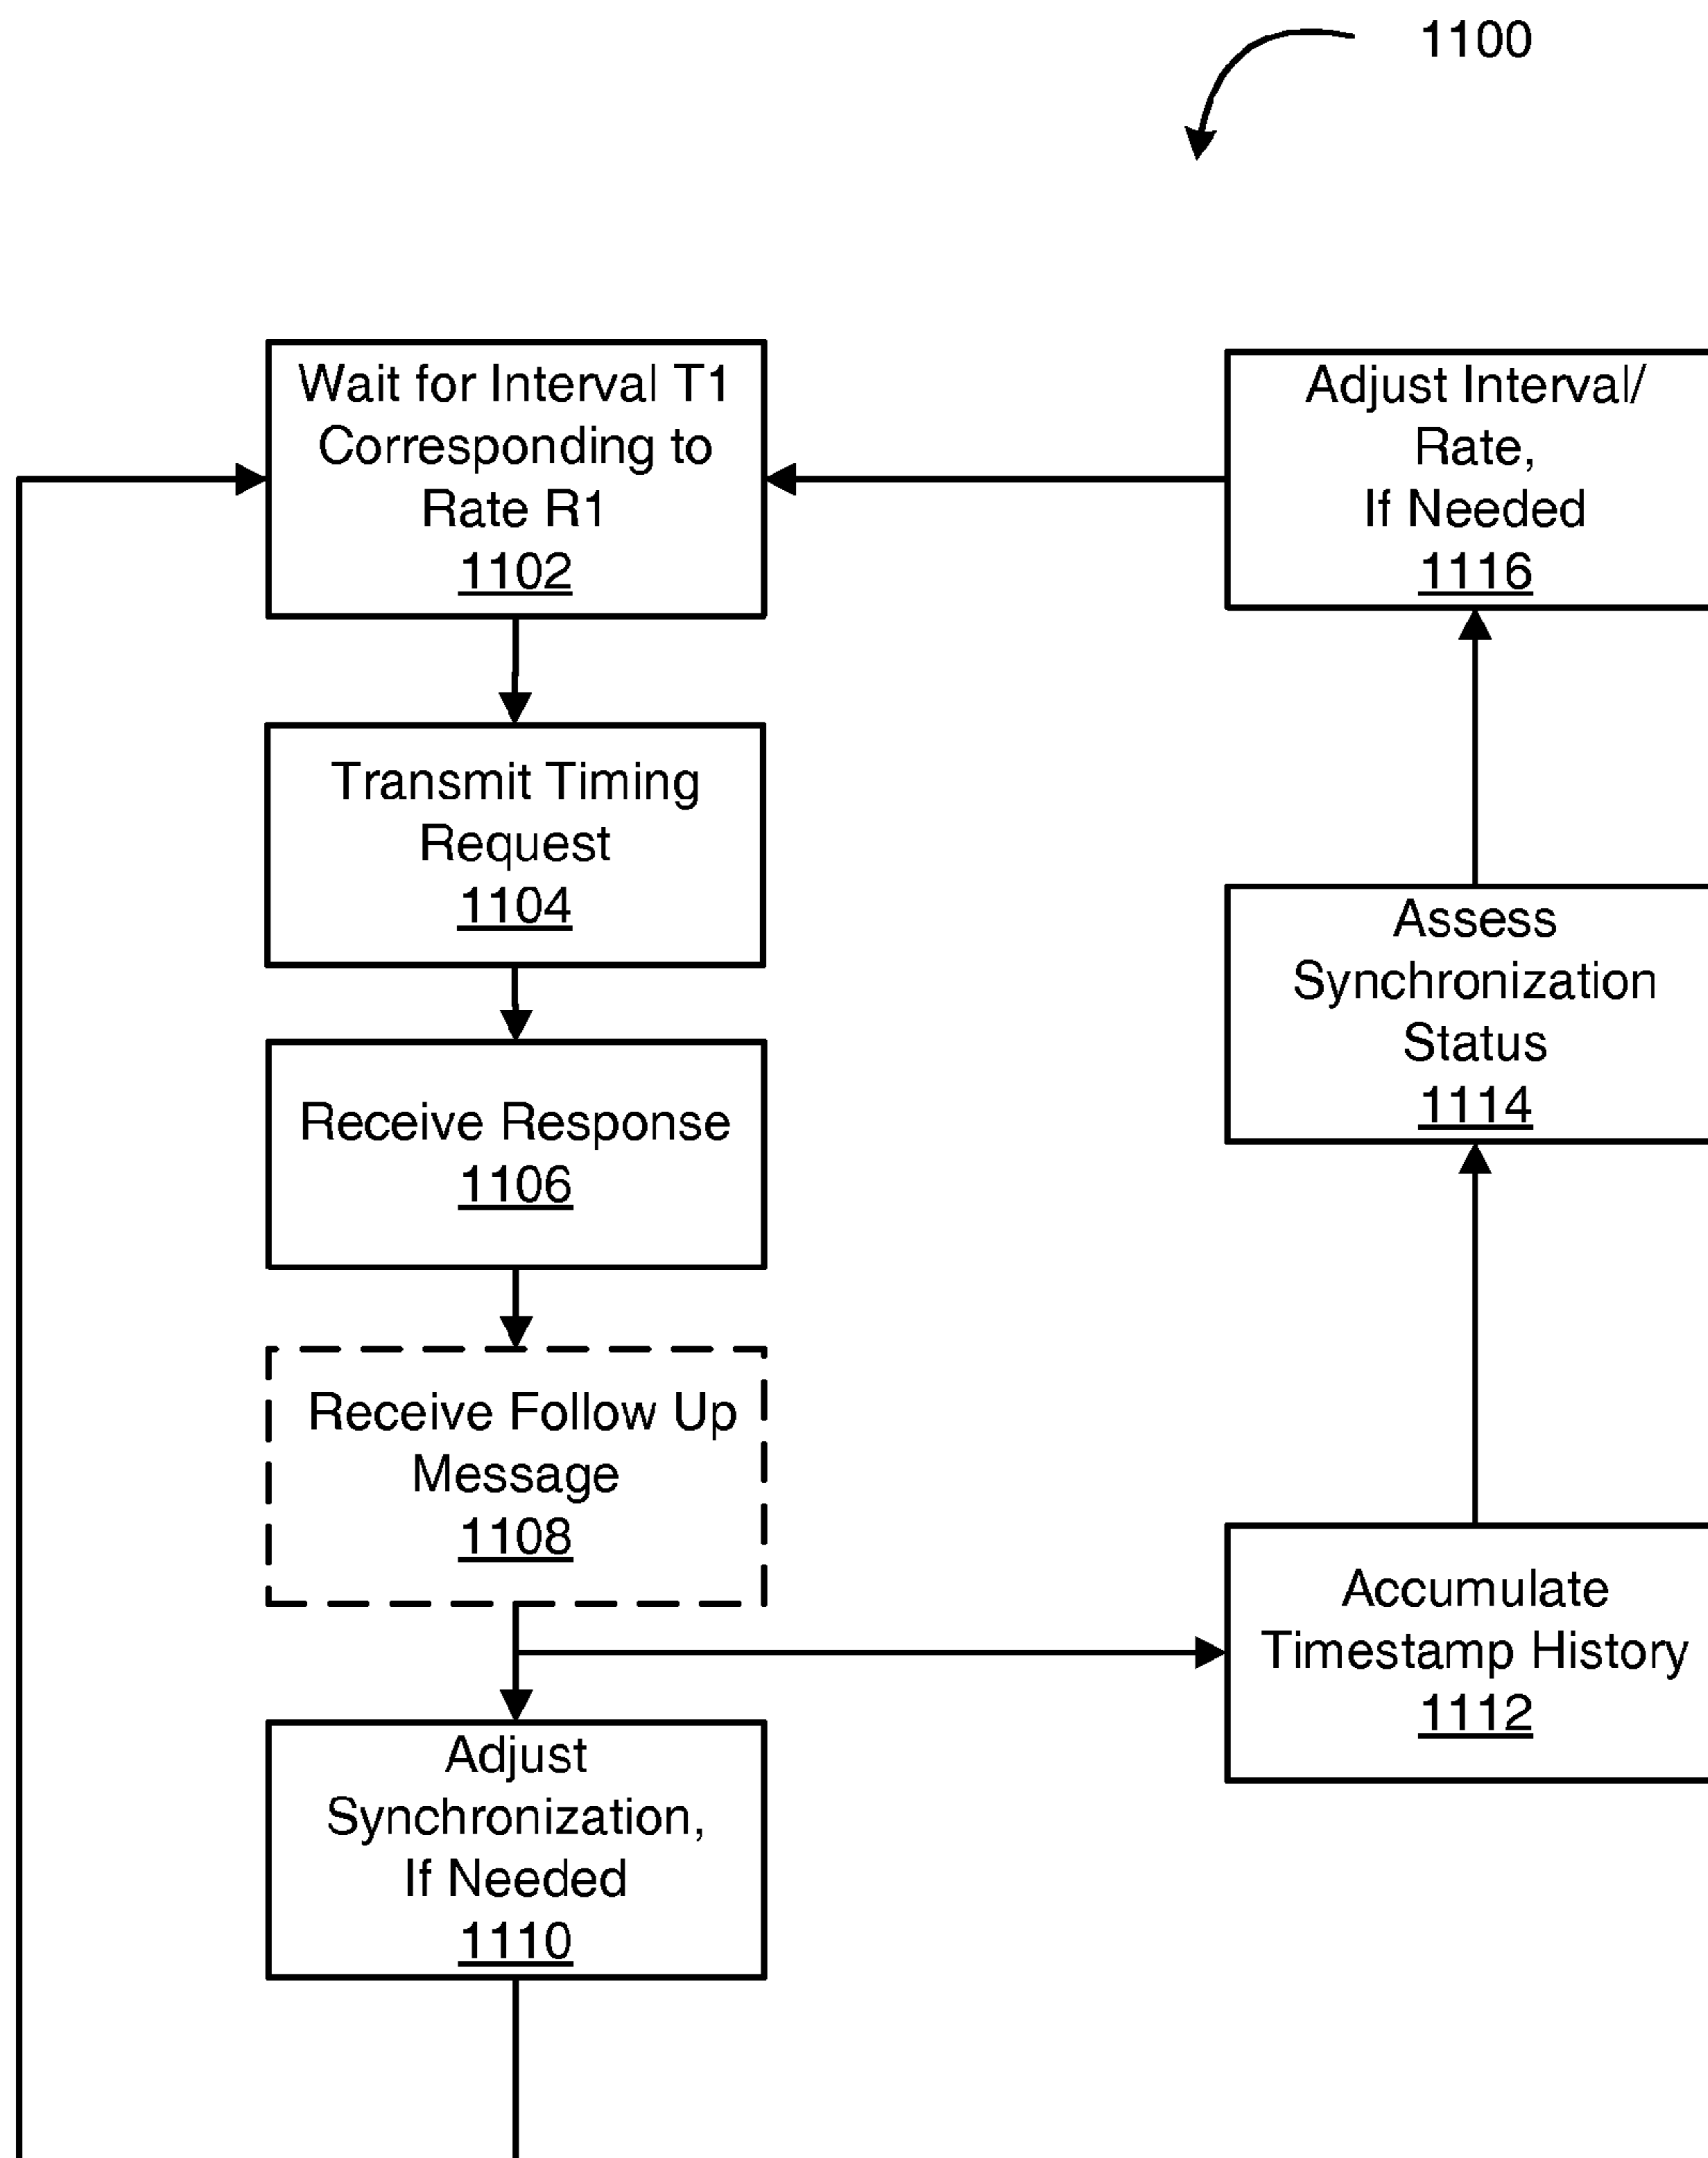 1100
Wait for Interval T1
Corresponding to
Rate R1
1102
Transmit Timing
Request
1104
Receive Response
1106
Receive Follow Up
Message
1108
Adjust
Synchronization,
If Needed
1110
Accumulate
Timestamp History
1112
Assess
Synchronization
Status
1114
Adjust Interval/
Rate,
If Needed
1116